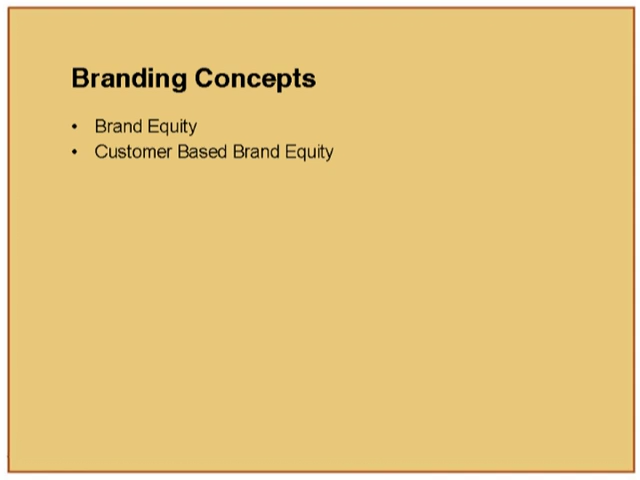 Branding Concepts
• Brand Equity
• Customer Based Brand Equity